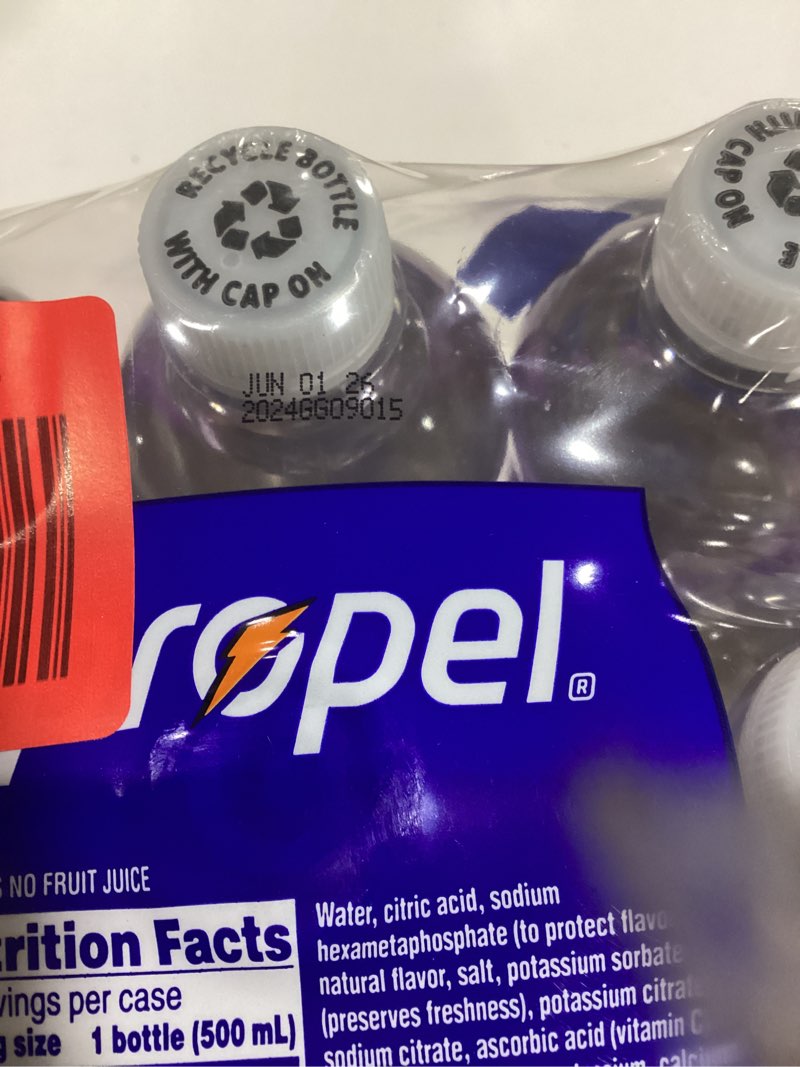 RECYCLE BOTTLE
WITH CAP ON
CAP ON
JUN 01 26
2024GG09015
ropel®
NO FRUIT JUICE
rition Facts
vings per case
size 1 bottle (500 mL)
Water, citric acid, sodium
hexametaphosphate (to protect flavo
natural flavor, salt, potassium sorbate
(preserves freshness), potassium citrat
sodium citrate, ascorbic acid (vitamin C